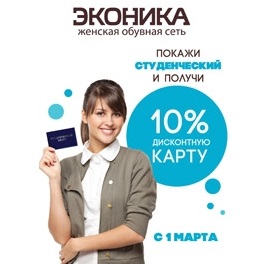 ЭКОНИКА
женская обувная сеть
ПОКАЖИ
СТУДЕНЧЕСКИЙ
И ПОЛУЧИ
10%
ДИСКОНТНУЮ
КАРТУ
С 1 МАРТА